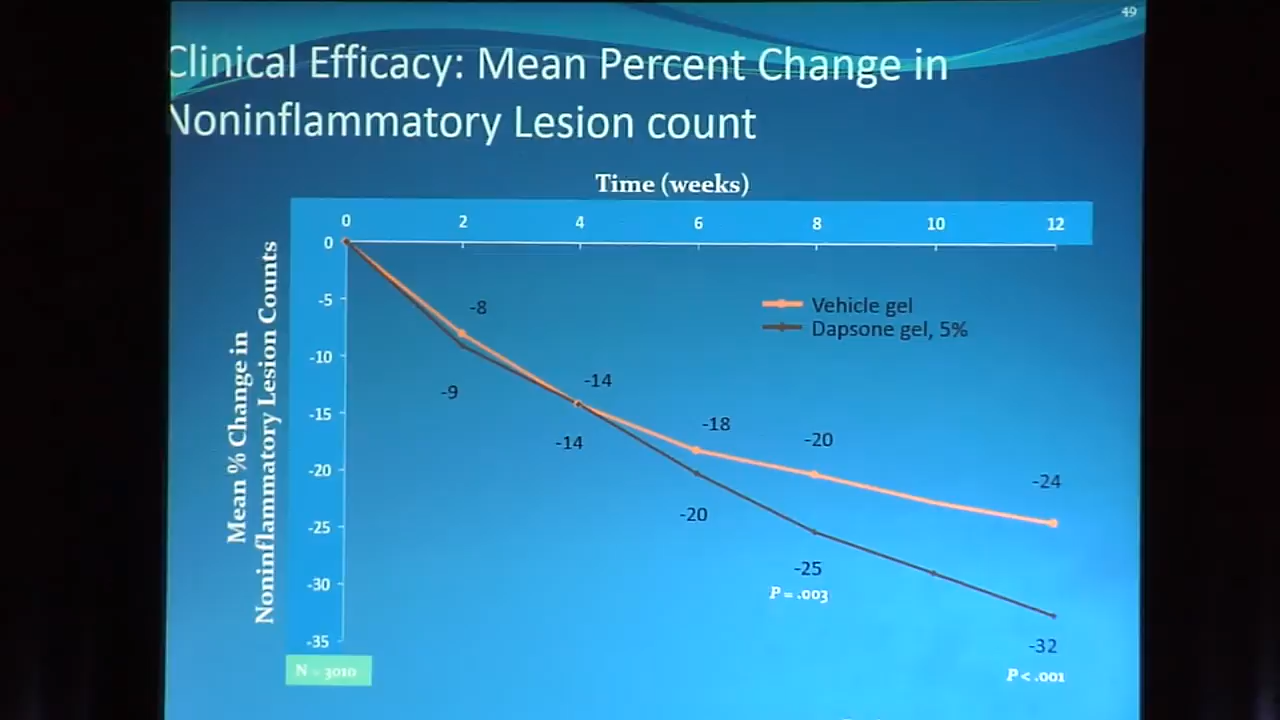 49
Clinical Efficacy: Mean Percent Change in
Noninflammatory Lesion count
Time (weeks)
0 2 4 6 8 10 12
Mean % Change in
Noninflammatory Lesion Counts
0
-5
-10
-15
-20
-25
-30
-35
Vehicle gel
Dapsone gel, 5%
-8
-14
-18
-20
-24
-9
-14
-20
-25
P = .003
-32
P < .001
N = 3010